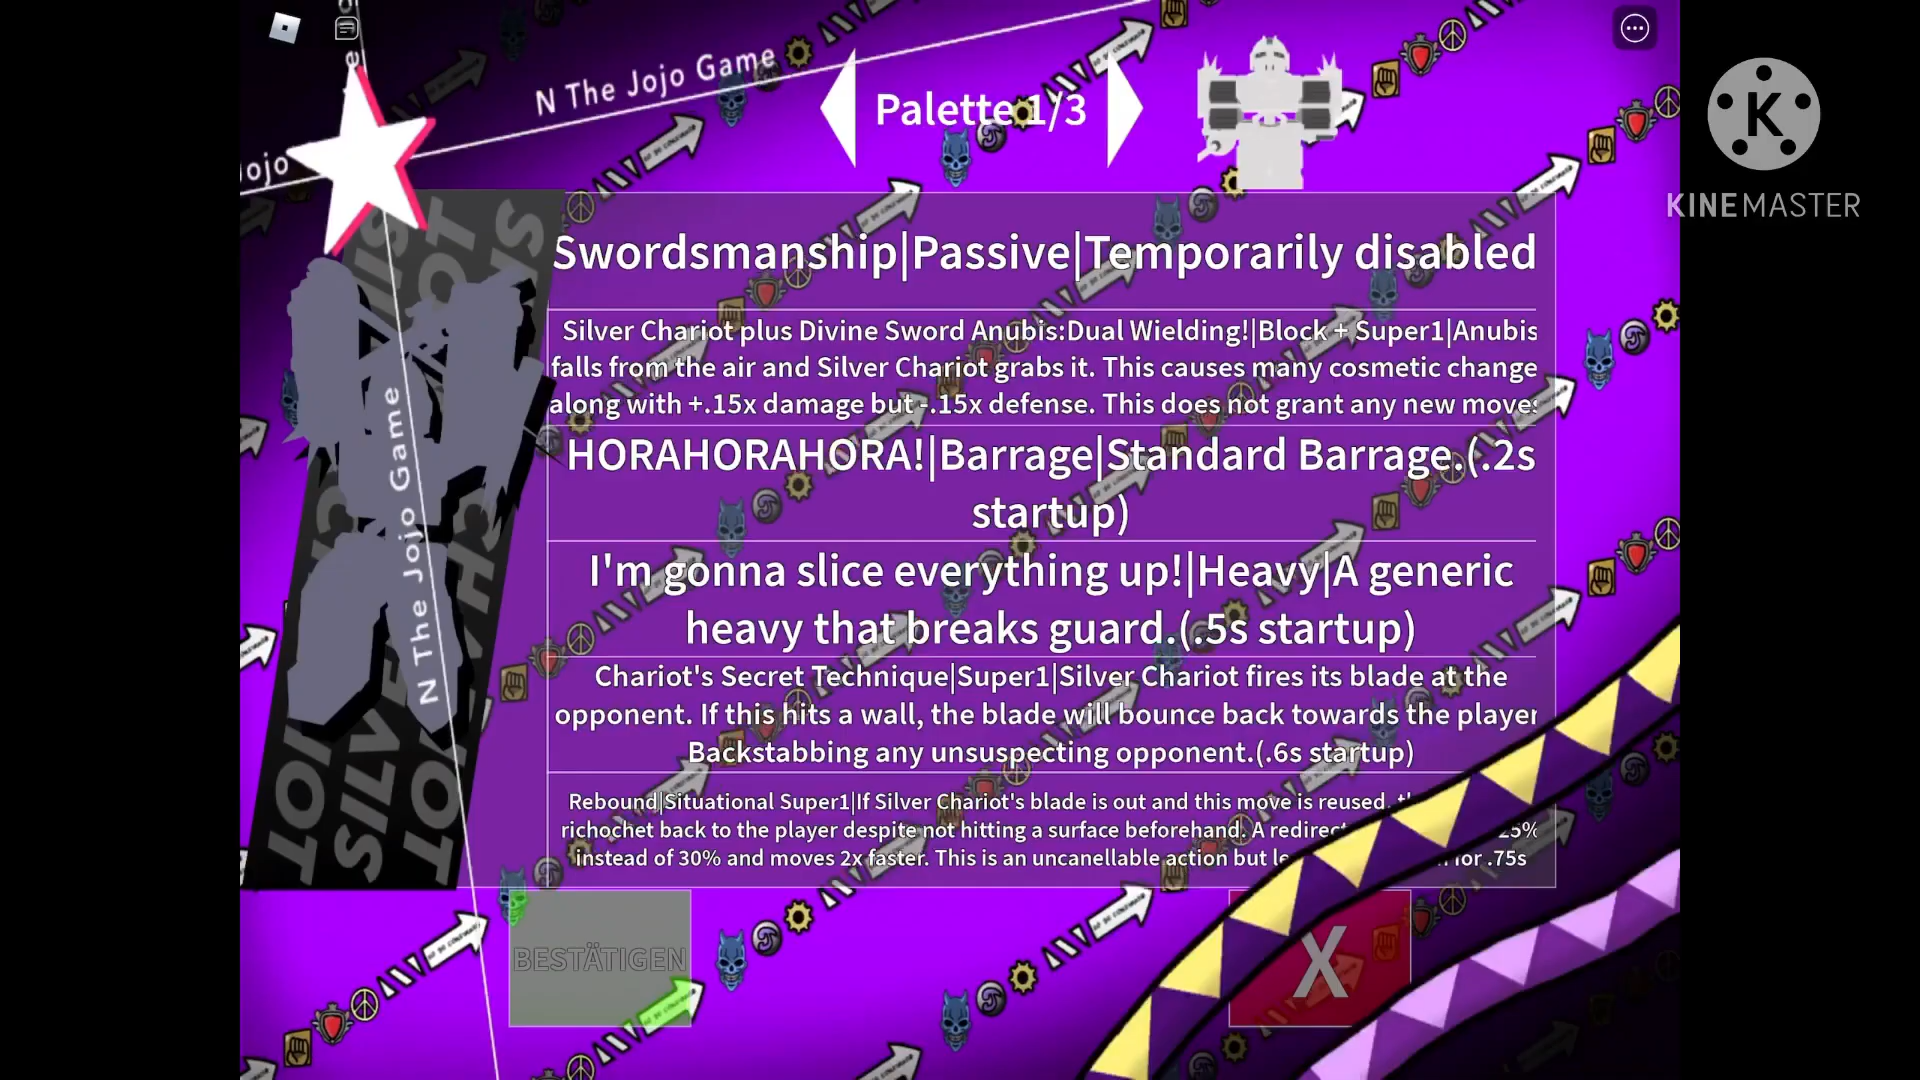 N The Jojo Game
Palette 1/3
K
KINEMASTER
Jojo
Swordsmanship|Passive|Temporarily disabled
Silver Chariot plus Divine Sword Anubis:Dual Wielding!|Block + Super1|Anubis
falls from the air and Silver Chariot grabs it. This causes many cosmetic change
along with +.15x damage but -.15x defense. This does not grant any new moves
HORAHORAHORA!|Barrage|Standard Barrage.(.2s
startup)
I'm gonna slice everything up!|Heavy|A generic
heavy that breaks guard.(.5s startup)
Chariot's Secret Technique|Super1|Silver Chariot fires its blade at the
opponent. If this hits a wall, the blade will bounce back towards the player
Backstabbing any unsuspecting opponent.(.6s startup)
Rebound|Situational Super1|If Silver Chariot's blade is out and this move is reused,
richochet back to the player despite not hitting a surface beforehand. A redirect 25%
instead of 30% and moves 2x faster. This is an uncanellable action but for .75s
N The Jojo Game
BESTÄTIGEN
X